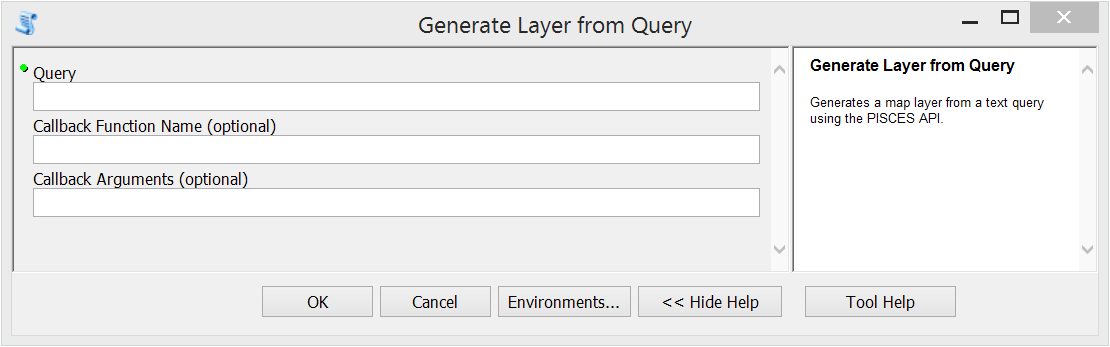 Generate Layer from Query
Query
Callback Function Name (optional)
Callback Arguments (optional)
Generate Layer from Query
Generates a map layer from a text query
using the PISCES API.
OK
Cancel
Environments...
<< Hide Help
Tool Help